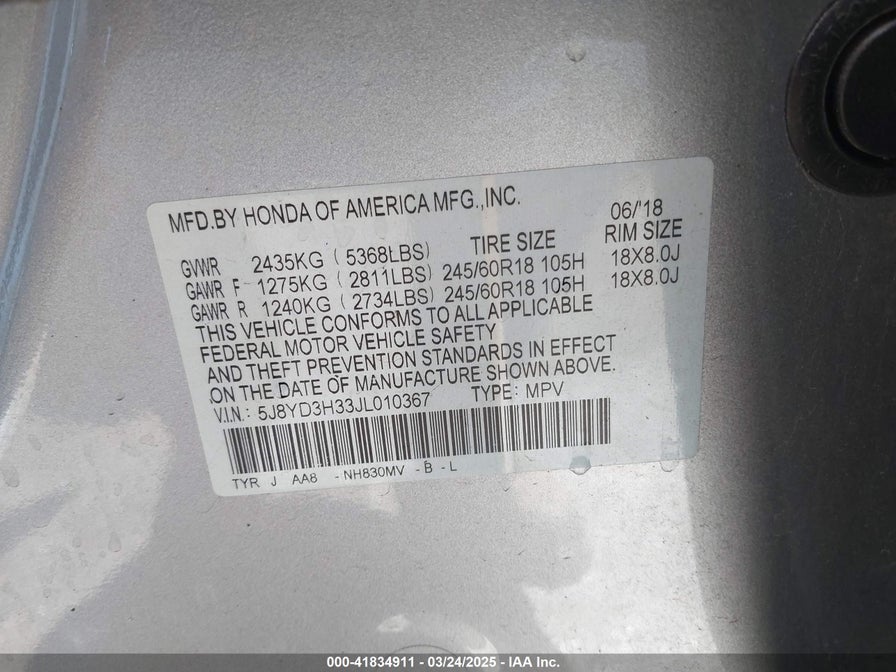 MFD.BY HONDA OF AMERICA MFG.,INC. 06/'18
GVWR 2435KG ( 5368LBS) TIRE SIZE RIM SIZE
GAWR F - 1275KG ( 2811LBS) 245/60R18 105H 18X8.0J
GAWR R 1240KG ( 2734LBS) 245/60R18 105H 18X8.0J
THIS VEHICLE CONFORMS TO ALL APPLICABLE
FEDERAL MOTOR VEHICLE SAFETY
AND THEFT PREVENTION STANDARDS IN EFFECT
ON THE DATE OF MANUFACTURE SHOWN ABOVE.
V.I.N.: 5J8YD3H33JL010367 TYPE: MPV
TYR J AA8 -NH830MV -B -L
000-41834911 - 03/24/2025 - IAA Inc.